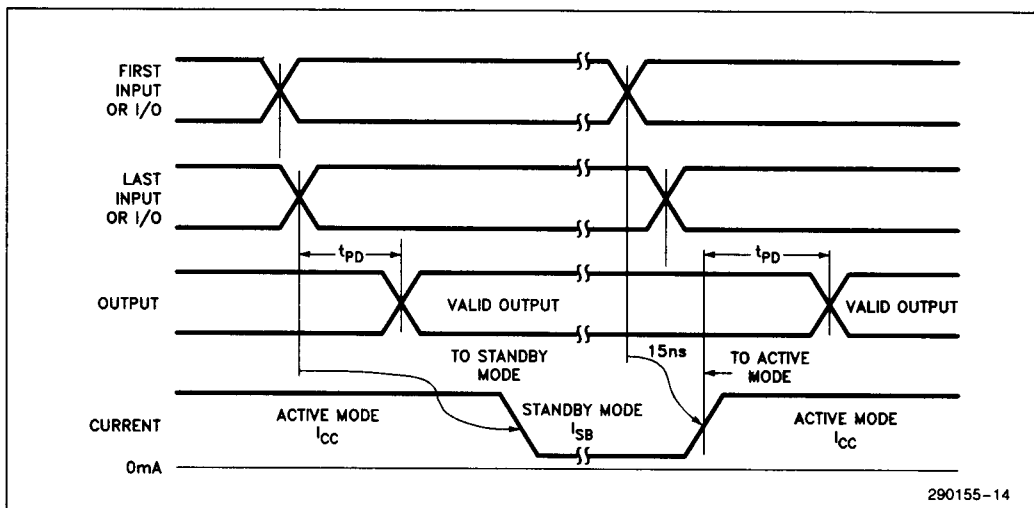 FIRST
INPUT
OR I/O
LAST
INPUT
OR I/O
tPD
tPD
OUTPUT
VALID OUTPUT
VALID OUTPUT
TO STANDBY
MODE
15ns
TO ACTIVE
MODE
CURRENT
ACTIVE MODE
ICC
STANDBY MODE
ISB
ACTIVE MODE
ICC
0mA
290155-14